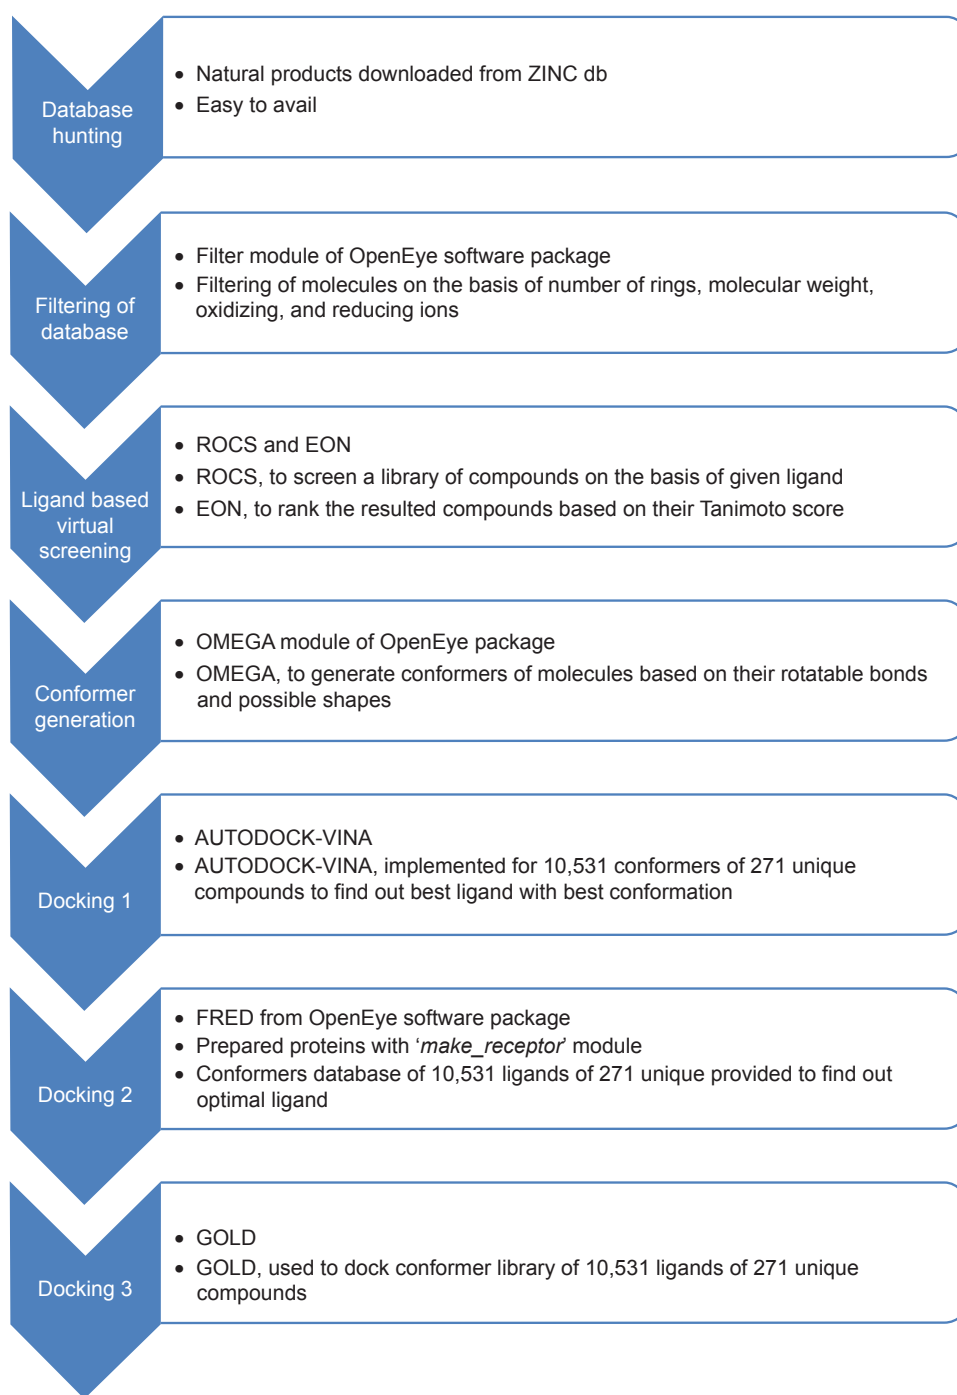 Database
hunting
• Natural products downloaded from ZINC db
• Easy to avail
Filtering of
database
• Filter module of OpenEye software package
• Filtering of molecules on the basis of number of rings, molecular weight,
oxidizing, and reducing ions
Ligand based
virtual
screening
• ROCS and EON
• ROCS, to screen a library of compounds on the basis of given ligand
• EON, to rank the resulted compounds based on their Tanimoto score
Conformer
generation
• OMEGA module of OpenEye package
• OMEGA, to generate conformers of molecules based on their rotatable bonds
and possible shapes
Docking 1
• AUTODOCK-VINA
• AUTODOCK-VINA, implemented for 10,531 conformers of 271 unique
compounds to find out best ligand with best conformation
Docking 2
• FRED from OpenEye software package
• Prepared proteins with ‘make_receptor’ module
• Conformers database of 10,531 ligands of 271 unique provided to find out
optimal ligand
Docking 3
• GOLD
• GOLD, used to dock conformer library of 10,531 ligands of 271 unique
compounds